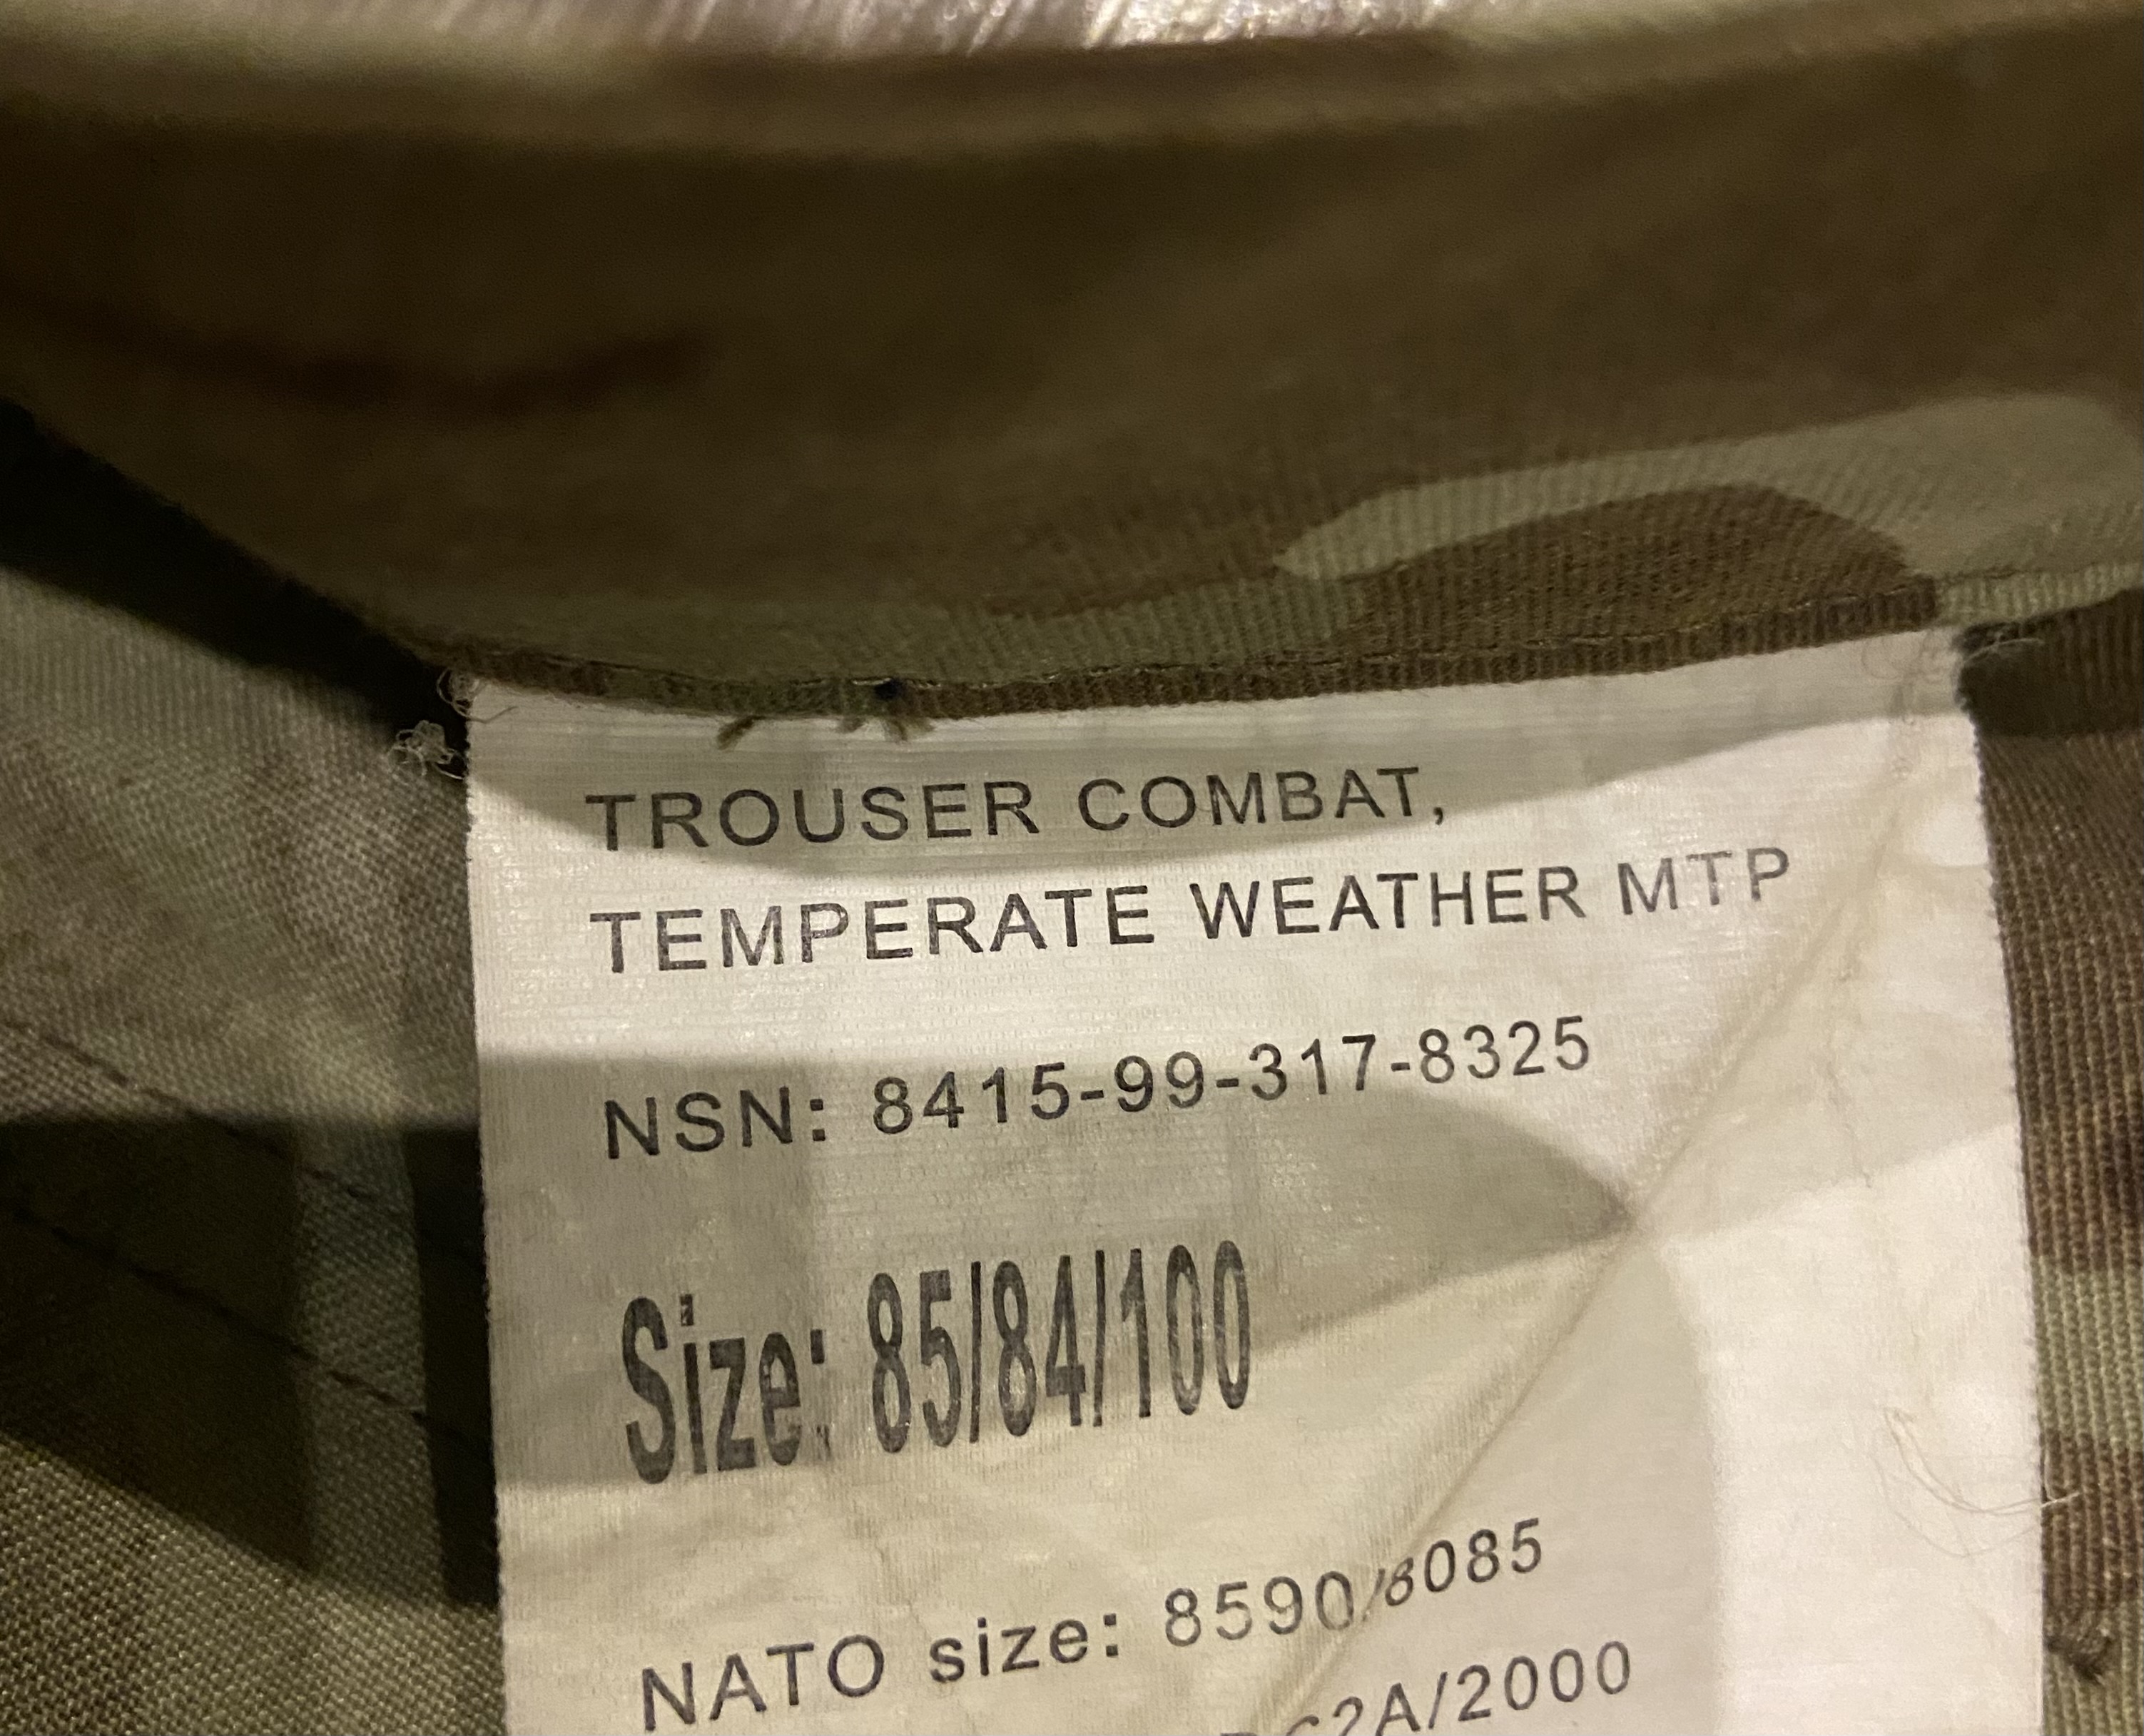 TROUSER COMBAT,
TEMPERATE WEATHER MTP
NSN: 8415-99-317-8325
Size: 85/84/100
NATO size: 8590/8085